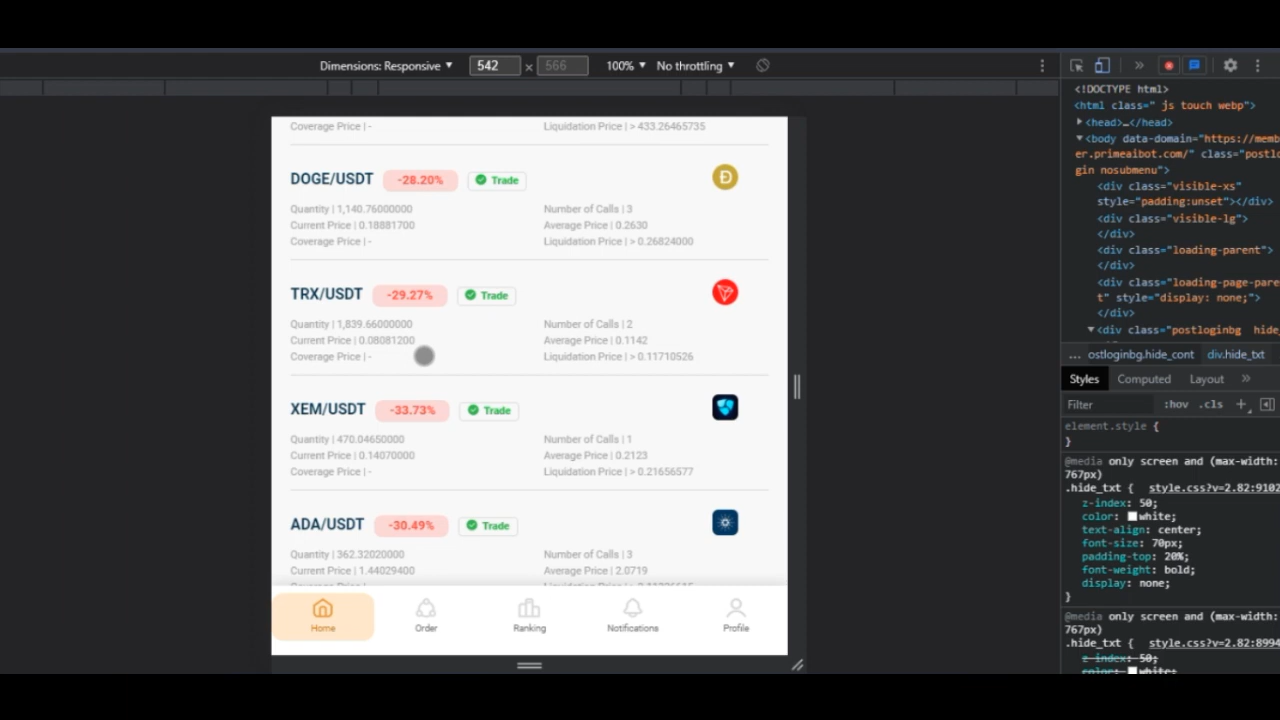 Dimensions: Responsive 542 × 566 100% No throttling
Coverage Price | - Liquidation Price | > 433.26465735
DOGE/USDT -28.20% Trade
Quantity | 1,140.76000000 Number of Calls | 3
Current Price | 0.18881700 Average Price | 0.2630
Coverage Price | - Liquidation Price | > 0.26824000
TRX/USDT -29.27% Trade
Quantity | 1,839.66000000 Number of Calls | 2
Current Price | 0.08081200 Average Price | 0.1142
Coverage Price | - Liquidation Price | > 0.11710526
XEM/USDT -33.73% Trade
Quantity | 470.04650000 Number of Calls | 1
Current Price | 0.14070000 Average Price | 0.2123
Coverage Price | - Liquidation Price | > 0.21656577
ADA/USDT -30.49% Trade
Quantity | 362.32020000 Number of Calls | 3
Current Price | 1.44029400 Average Price | 2.0719
Home Order Ranking Notifications Profile
<!DOCTYPE html>
<html class=" js touch webp">
<head>…</head>
<body data-domain="https://memb
er.primeaibot.com/" class="postlo
gin nosubmenu">
<div class="visible-xs"
style="padding:unset"></div>
<div class="visible-lg">
</div>
<div class="loading-parent">
</div>
<div class="loading-page-pare
t" style="display: none;">
</div>
<div class="postloginbg hide_
... ostloginbg.hide_cont div.hide_txt
Styles Computed Layout »
Filter :hov .cls +
element.style {
}
@media only screen and (max-width:
767px)
.hide_txt { style.css?v=2.82:9102
z-index: 50;
color: white;
text-align: center;
font-size: 70px;
padding-top: 20%;
font-weight: bold;
display: none;
}
@media only screen and (max-width:
767px)
.hide_txt { style.css?v=2.82:8994
z-index: 50;
color: white;